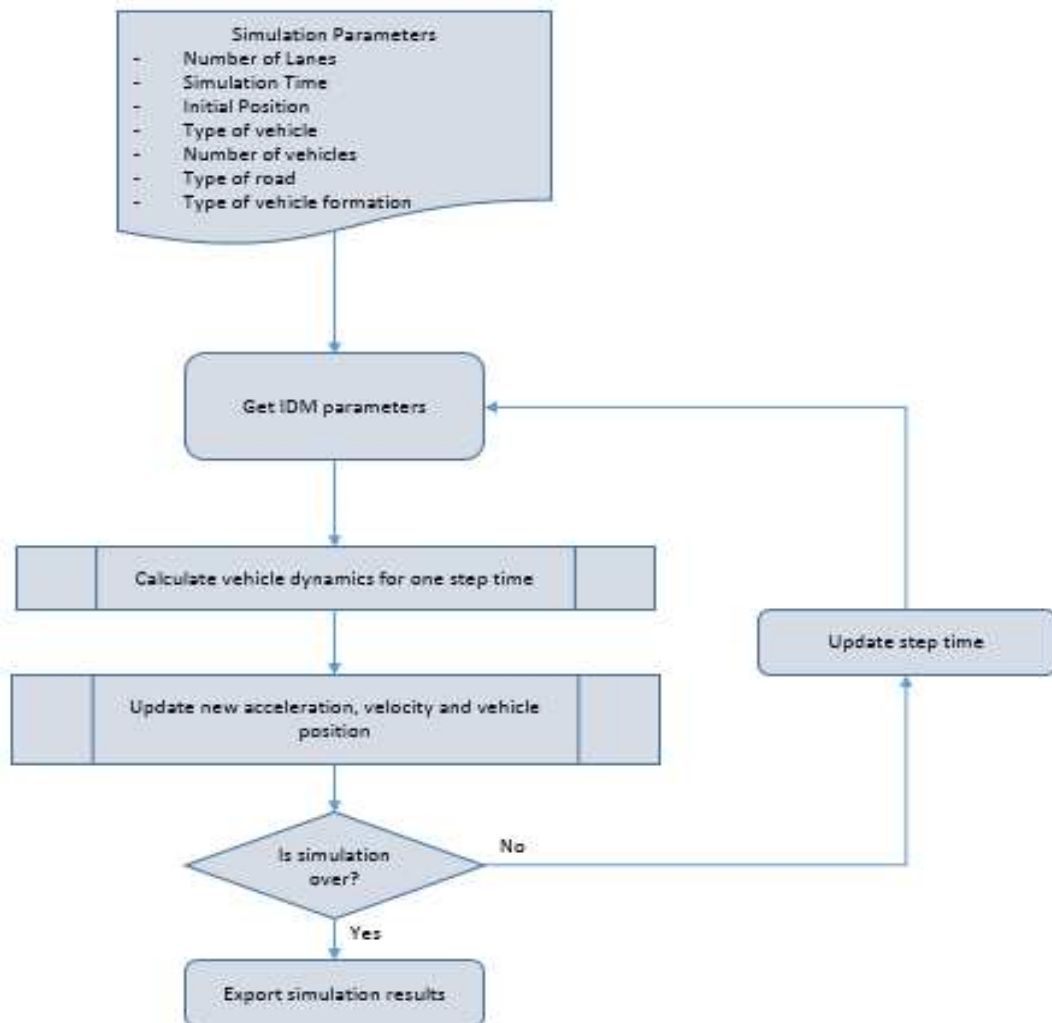 Simulation Parameters
- Number of Lanes
- Simulation Time
- Initial Position
- Type of vehicle
- Number of vehicles
- Type of road
- Type of vehicle formation
Get IDM parameters
Calculate vehicle dynamics for one step time
Update new acceleration, velocity and vehicle
position
Update step time
Is simulation
over?
No
Yes
Export simulation results